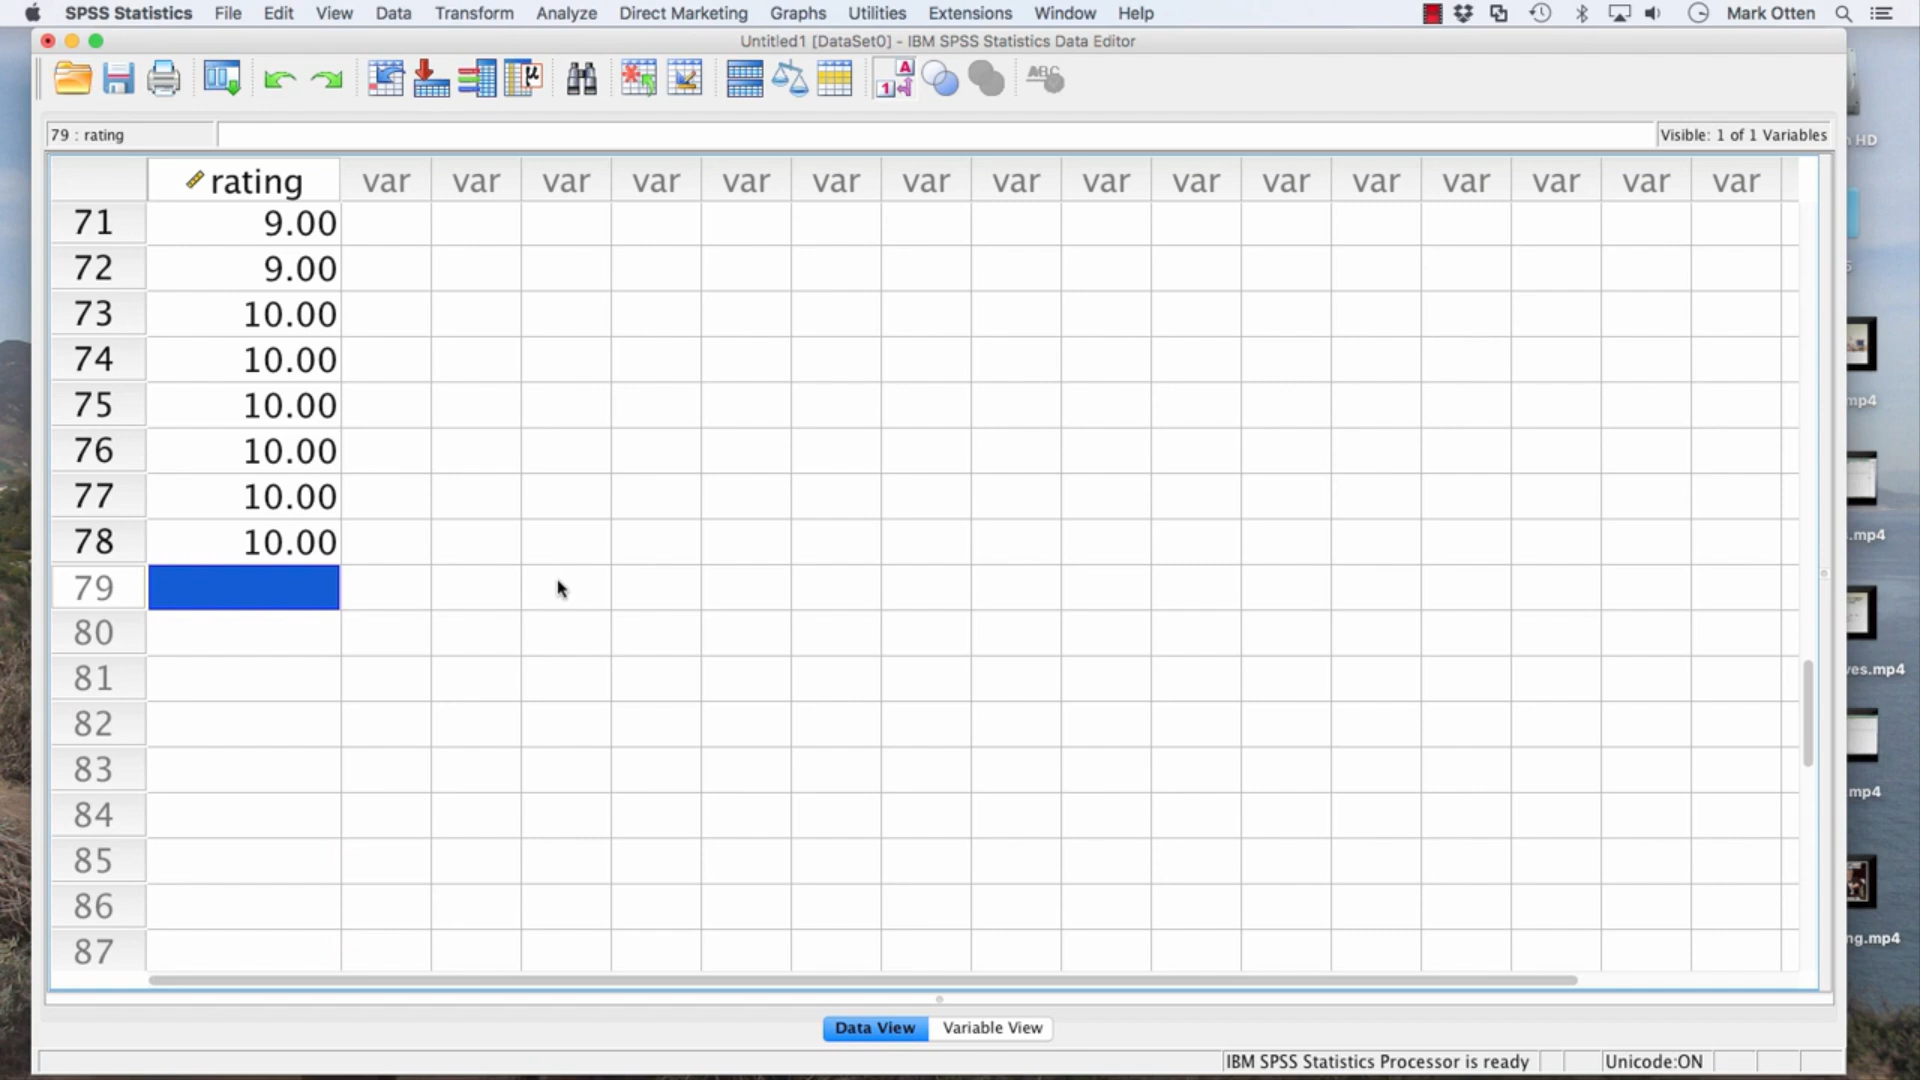 SPSS Statistics File Edit View Data Transform Analyze Direct Marketing Graphs Utilities Extensions Window Help Mark Otten
Untitled1 [DataSet0] - IBM SPSS Statistics Data Editor
1 A ABC
79 : rating Visible: 1 of 1 Variables
HD
rating var var var var var var var var var var var var var var var var
71 9.00
72 9.00
73 10.00
74 10.00
75 10.00
76 10.00
77 10.00
78 10.00
79
80
81
82
83
84
85
86
87
mp4
.mp4
ves.mp4
mp4
ng.mp4
Data View Variable View
IBM SPSS Statistics Processor is ready Unicode:ON